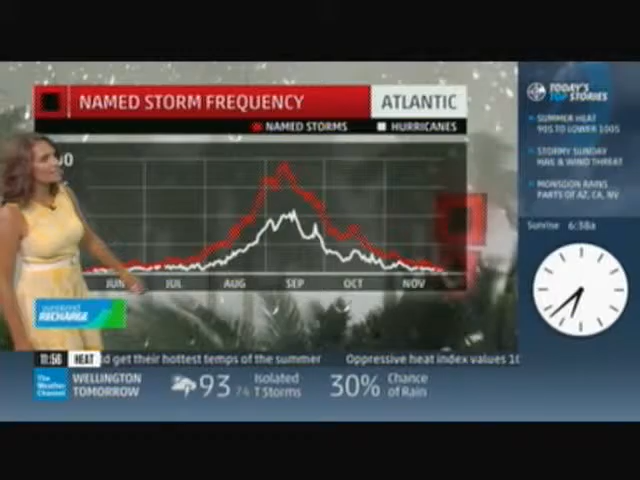 NAMED STORM FREQUENCY
ATLANTIC
NAMED STORMS
HURRICANES
JUN JUL AUG SEP OCT NOV
RECHARGE
TODAY'S
TOP STORIES
SUMMER HEAT
90S TO LOWER 100S
STORMY SUNDAY
HAIL & WIND THREAT
MONSOON RAINS
PARTS OF AZ, CA, NV
Sunrise 6:38a
11:56 HEAT d get their hottest temps of the summer Oppressive heat index values 10
The
Weather
Channel
WELLINGTON
TOMORROW
93 74
Isolated
T'Storms
30% Chance
of Rain